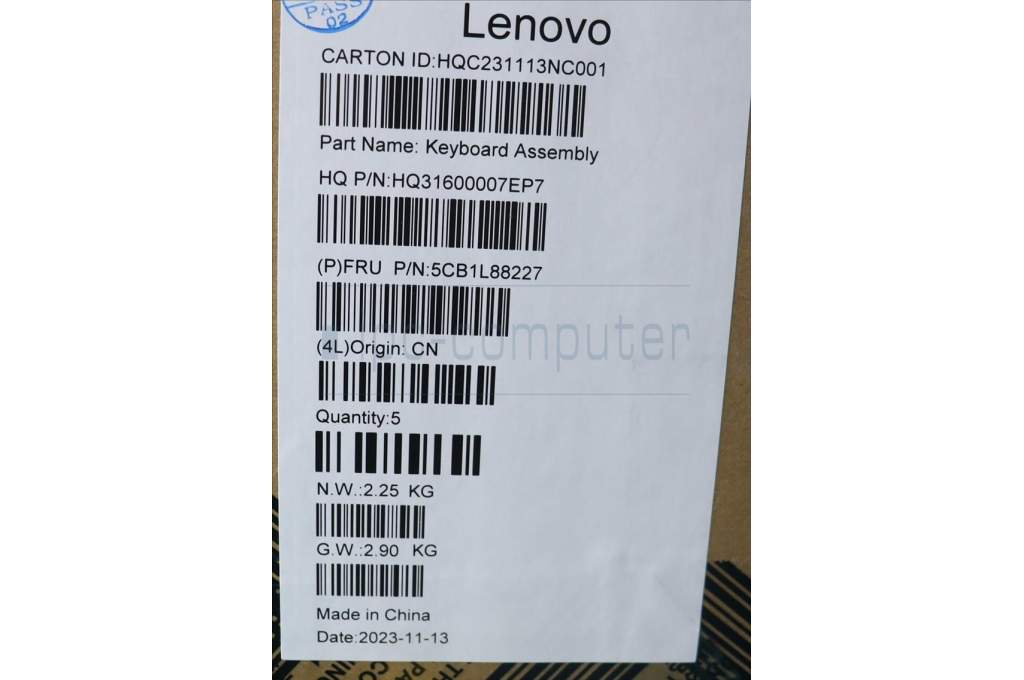 PASS
02
Lenovo
CARTON ID:HQC231113NC001
Part Name: Keyboard Assembly
HQ P/N:HQ31600007EP7
(P)FRU P/N:5CB1L88227
pc-computer
(4L)Origin: CN
Quantity:5
N.W.:2.25 KG
G.W.:2.90 KG
Made in China
Date:2023-11-13